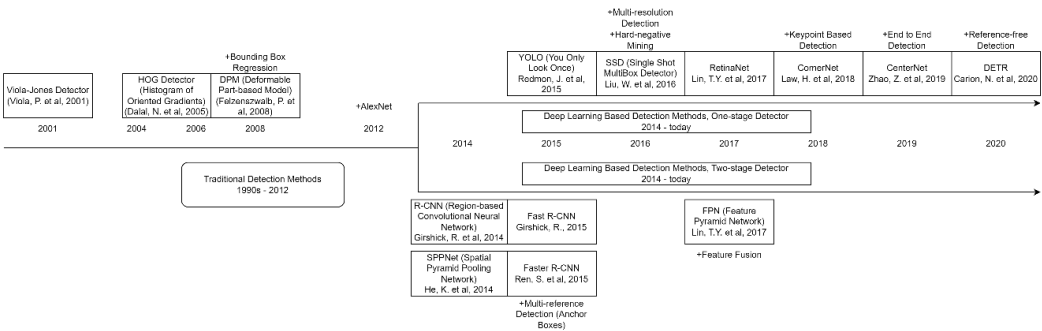 +Multi-resolution
Detection
+Hard-negative
Mining
+Keypoint Based
Detection
+End to End
Detection
+Reference-free
Detection
+Bounding Box
Regression
Viola-Jones Detector
(Viola, P. et al, 2001)
HOG Detector
(Histogram of
Oriented Gradients)
(Dalal, N. et al, 2005)
DPM (Deformable
Part-based Model)
(Felzenszwalb, P. et
al, 2008)
YOLO (You Only
Look Once)
Redmon, J. et al,
2015
SSD (Single Shot
MultiBox Detector)
Liu, W. et al, 2016
RetinaNet
Lin, T.Y. et al, 2017
CornerNet
Law, H. et al, 2018
CenterNet
Zhao, Z. et al, 2019
DETR
Carion, N. et al, 2020
+AlexNet
2001
2004
2006
2008
2012
Deep Learning Based Detection Methods, One-stage Detector
2014 - today
2014
2015
2016
2017
2018
2019
2020
Deep Learning Based Detection Methods, Two-stage Detector
2014 - today
Traditional Detection Methods
1990s - 2012
R-CNN (Region-based
Convolutional Neural
Network)
Girshick, R. et al, 2014
Fast R-CNN
Girshick, R., 2015
FPN (Feature
Pyramid Network)
Lin, T.Y. et al, 2017
+Feature Fusion
SPPNet (Spatial
Pyramid Pooling
Network)
He, K. et al, 2014
Faster R-CNN
Ren, S. et al, 2015
+Multi-reference
Detection (Anchor
Boxes)